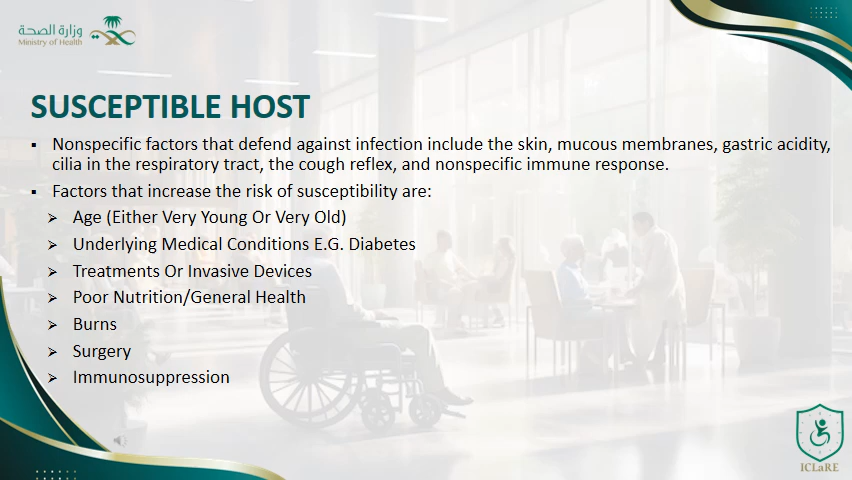 وزارة الصحة
Ministry of Health
SUSCEPTIBLE HOST
▪ Nonspecific factors that defend against infection include the skin, mucous membranes, gastric acidity,
cilia in the respiratory tract, the cough reflex, and nonspecific immune response.
▪ Factors that increase the risk of susceptibility are:
➢ Age (Either Very Young Or Very Old)
➢ Underlying Medical Conditions E.G. Diabetes
➢ Treatments Or Invasive Devices
➢ Poor Nutrition/General Health
➢ Burns
➢ Surgery
➢ Immunosuppression
ICLaRE